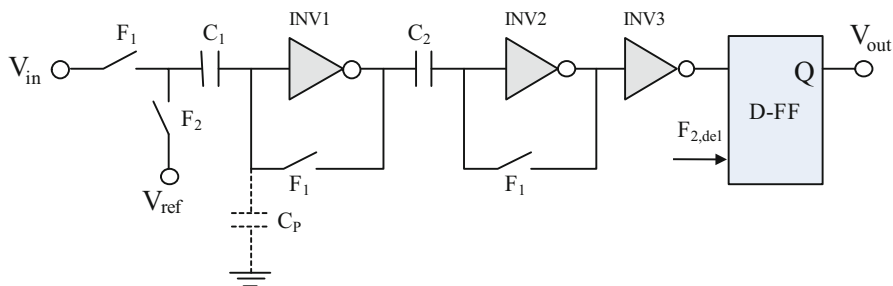 INV1
INV2
INV3
F1
C1
C2
Vin
Vout
Q
D-FF
F2
F2,del
F1
F1
Vref
CP